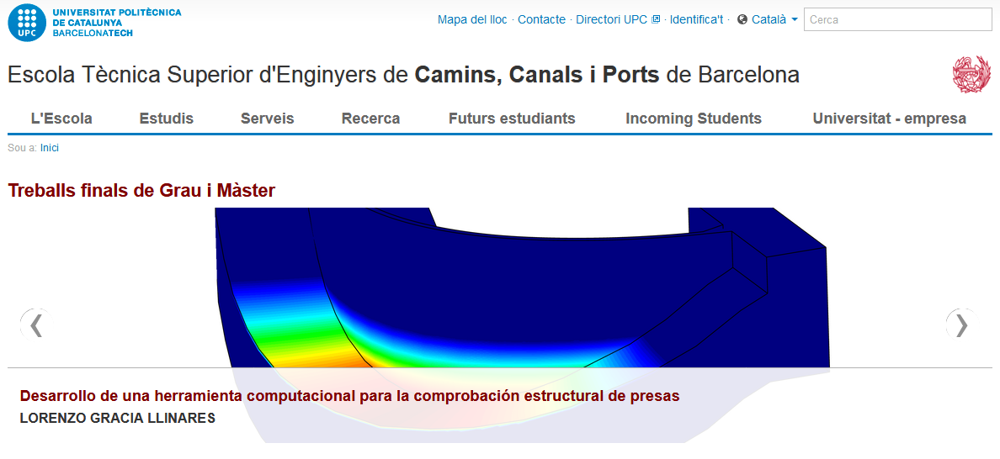 UNIVERSITAT POLITÈCNICA
DE CATALUNYA
BARCELONATECH
UPC
Mapa del lloc · Contacte · Directori UPC · Identifica't · Català
Cerca
Escola Tècnica Superior d'Enginyers de Camins, Canals i Ports de Barcelona
L'Escola Estudis Serveis Recerca Futurs estudiants Incoming Students Universitat - empresa
Sou a: Inici
Treballs finals de Grau i Màster
Desarrollo de una herramienta computacional para la comprobación estructural de presas
LORENZO GRACIA LLINARES